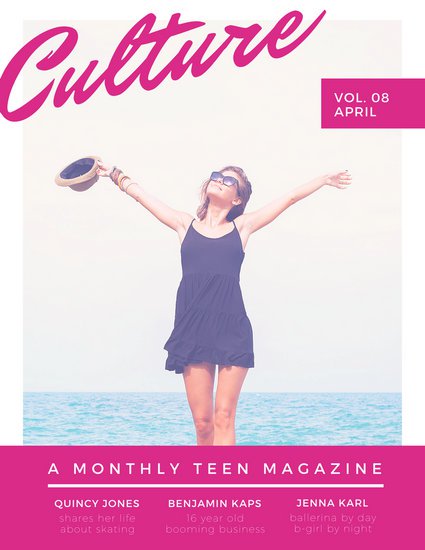 Culture
VOL. 08
APRIL
A MONTHLY TEEN MAGAZINE
QUINCY JONES
shares her life
about skating
BENJAMIN KAPS
16 year old
booming business
JENNA KARL
ballerina by day
b-girl by night